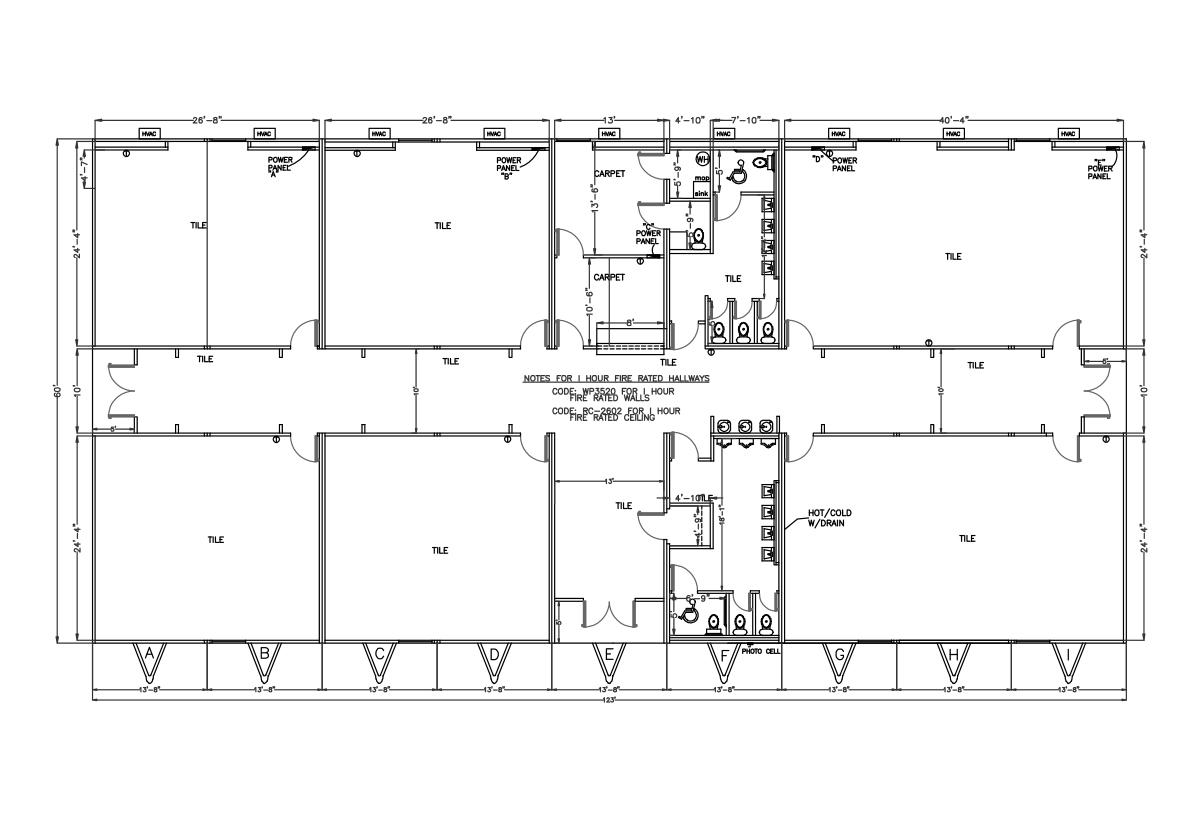 26'-8"
26'-8"
13'
4'-10"
7'-10"
40'-4"
HVAC
HVAC
HVAC
HVAC
HVAC
HVAC
HVAC
HVAC
HVAC
4'-7"
POWER
PANEL
"A"
POWER
PANEL
"B"
CARPET
WH
mop
sink
5'-9"
5'
"D"
POWER
PANEL
POWER
PANEL
24'-4"
TILE
TILE
13'-6"
"C"
POWER
PANEL
5'-9"
TILE
TILE
24'-4"
CARPET
10'-6"
8'
60'
10'
TILE
TILE
TILE
TILE
6'
10'
10'
10'
NOTES FOR 1 HOUR FIRE RATED HALLWAYS
CODE: WP3520 FOR 1 HOUR
FIRE RATED WALLS
CODE: RC-2602 FOR 1 HOUR
FIRE RATED CEILING
6'
13'
4'-10"
TILE
TILE
18'-1"
4'-9"
HOT/COLD
W/DRAIN
24'-4"
TILE
TILE
TILE
24'-4"
6'-9"
5'
5'
A
B
C
D
E
F
G
H
I
PHOTO CELL
13'-8"
13'-8"
13'-8"
13'-8"
13'-8"
13'-8"
13'-8"
13'-8"
13'-8"
123'